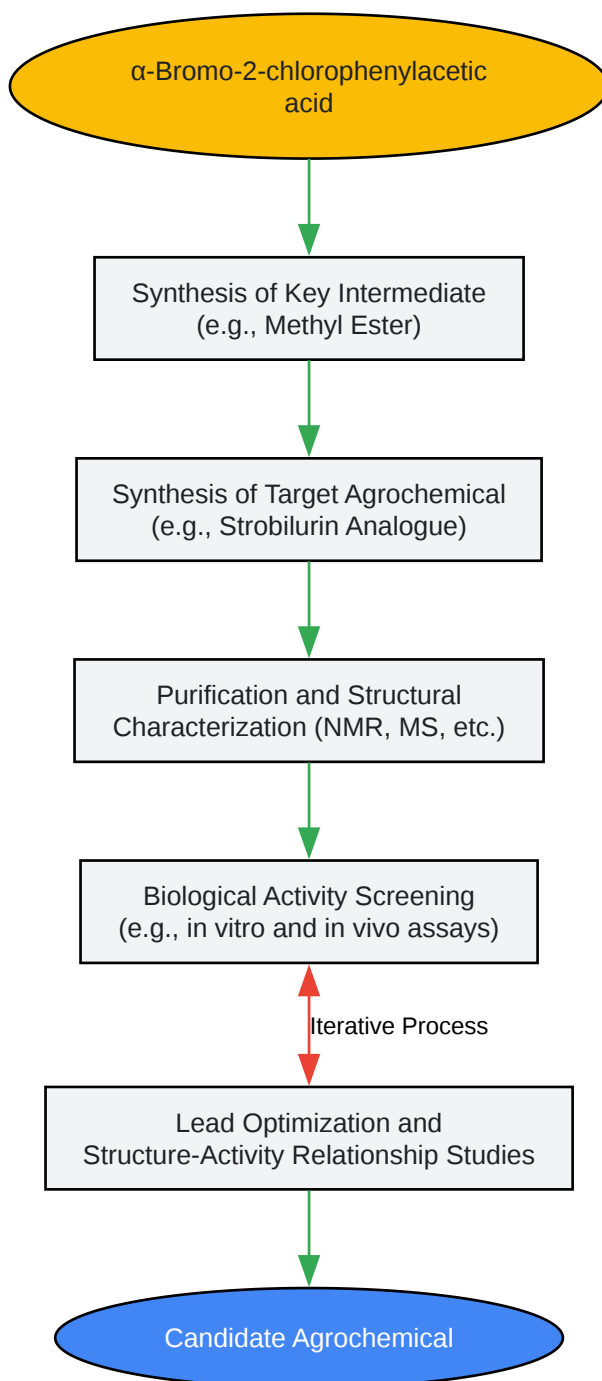 α-Bromo-2-chlorophenylacetic
acid
Synthesis of Key Intermediate
(e.g., Methyl Ester)
Synthesis of Target Agrochemical
(e.g., Strobilurin Analogue)
Purification and Structural
Characterization (NMR, MS, etc.)
Biological Activity Screening
(e.g., in vitro and in vivo assays)
Iterative Process
Lead Optimization and
Structure-Activity Relationship Studies
Candidate Agrochemical